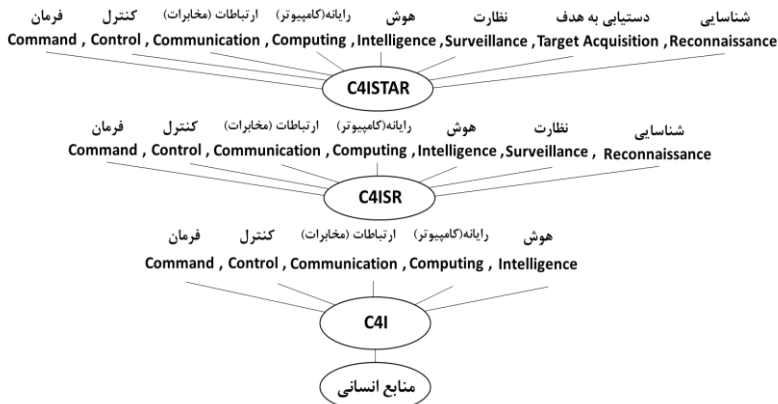 فرمان کنترل ارتباطات (مخابرات) رایانه(کامپیوتر) هوش نظارت دستیابی به هدف شناسایی
Command , Control , Communication ,Computing , Intelligence ,Surveillance ,Target Acquisition ,Reconnaissance
C4ISTAR
فرمان کنترل ارتباطات (مخابرات) رایانه(کامپیوتر) هوش نظارت شناسایی
Command , Control , Communication , Computing , Intelligence ,Surveillance , Reconnaissance
C4ISR
فرمان کنترل ارتباطات (مخابرات) رایانه(کامپیوتر) هوش
Command , Control , Communication , Computing , Intelligence
C4I
منابع انسانی